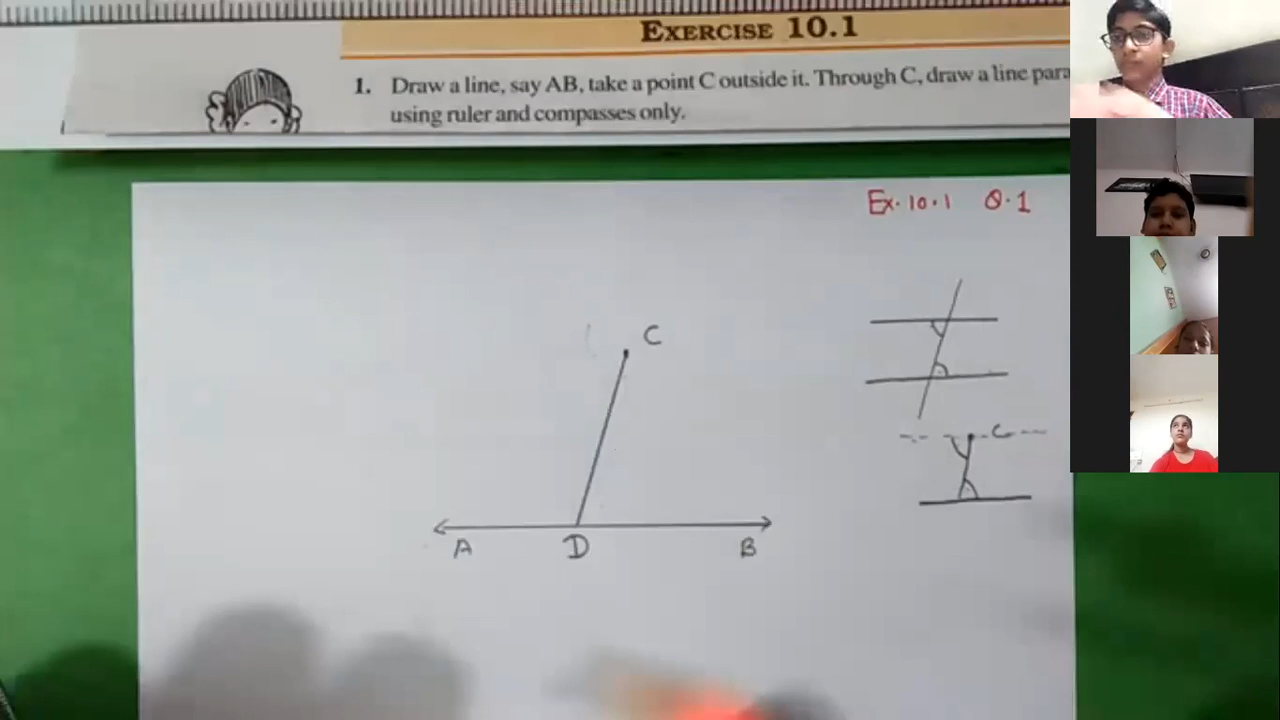 EXERCISE 10.1
1. Draw a line, say AB, take a point C outside it. Through C, draw a line para
using ruler and compasses only.
Ex. 10.1 Q.1
C
C
A D B